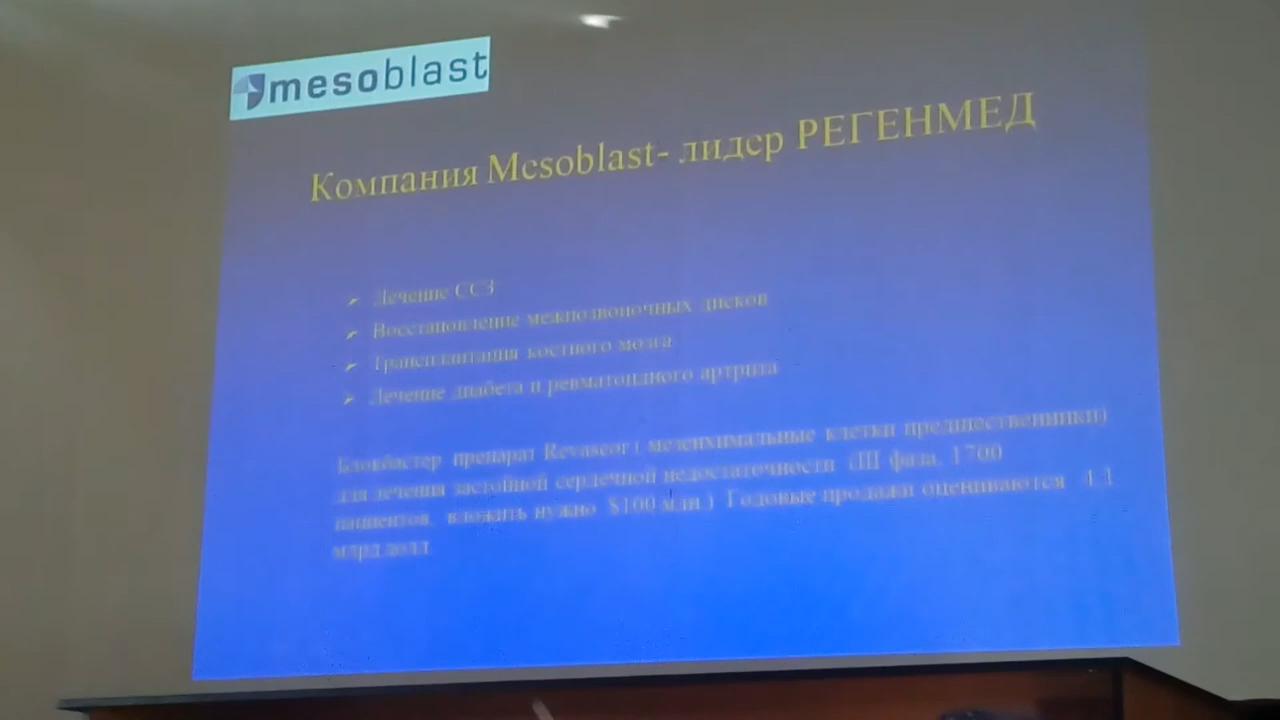 mesoblast
Компания Mesoblast- лидер РЕГЕНМЕД
Лечение ССЗ
Восстановление межпозвоночных дисков
Трансплантация костного мозга
Лечение диабета и ревматоидного артрита
Блокбастер препарат Revascor ( мезенхимальные клетки предшественники)
для лечения застойной сердечной недостаточности (III фаза, 1700
пациентов, вложить нужно $100 млн.) Годовые продажи оцениваются 4.1
млрд долл